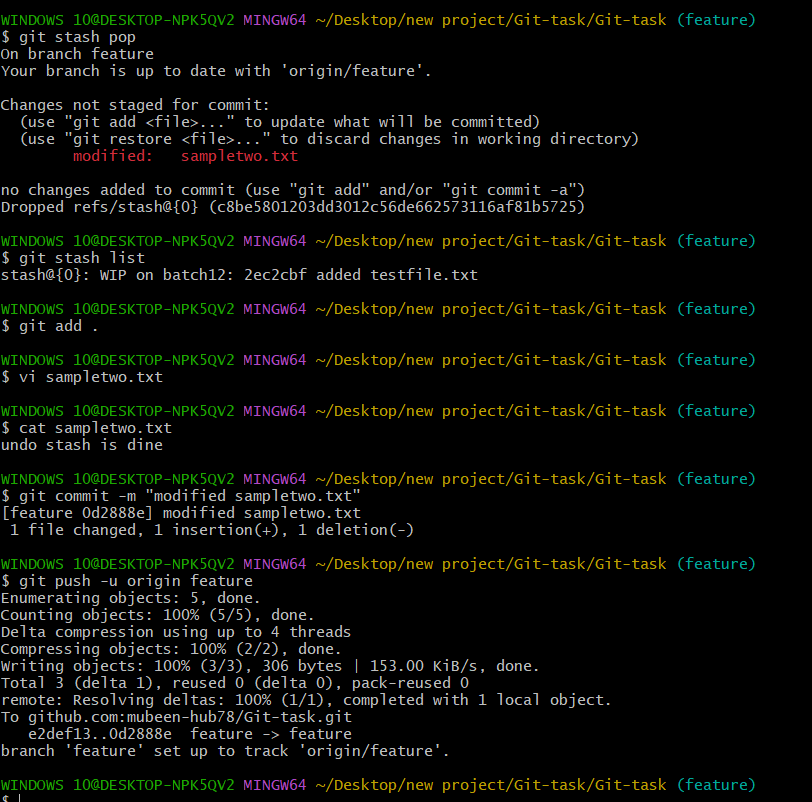 WINDOWS 10@DESKTOP-NPK5QV2 MINGW64 ~/Desktop/new project/Git-task/Git-task (feature)
$ git stash pop
On branch feature
Your branch is up to date with 'origin/feature'.
Changes not staged for commit:
  (use "git add <file>..." to update what will be committed)
  (use "git restore <file>..." to discard changes in working directory)
        modified:   sampletwo.txt
no changes added to commit (use "git add" and/or "git commit -a")
Dropped refs/stash@{0} (c8be5801203dd3012c56de662573116af81b5725)
WINDOWS 10@DESKTOP-NPK5QV2 MINGW64 ~/Desktop/new project/Git-task/Git-task (feature)
$ git stash list
stash@{0}: WIP on batch12: 2ec2cbf added testfile.txt
WINDOWS 10@DESKTOP-NPK5QV2 MINGW64 ~/Desktop/new project/Git-task/Git-task (feature)
$ git add .
WINDOWS 10@DESKTOP-NPK5QV2 MINGW64 ~/Desktop/new project/Git-task/Git-task (feature)
$ vi sampletwo.txt
WINDOWS 10@DESKTOP-NPK5QV2 MINGW64 ~/Desktop/new project/Git-task/Git-task (feature)
$ cat sampletwo.txt
undo stash is dine
WINDOWS 10@DESKTOP-NPK5QV2 MINGW64 ~/Desktop/new project/Git-task/Git-task (feature)
$ git commit -m "modified sampletwo.txt"
[feature 0d2888e] modified sampletwo.txt
 1 file changed, 1 insertion(+), 1 deletion(-)
WINDOWS 10@DESKTOP-NPK5QV2 MINGW64 ~/Desktop/new project/Git-task/Git-task (feature)
$ git push -u origin feature
Enumerating objects: 5, done.
Counting objects: 100% (5/5), done.
Delta compression using up to 4 threads
Compressing objects: 100% (2/2), done.
Writing objects: 100% (3/3), 306 bytes | 153.00 KiB/s, done.
Total 3 (delta 1), reused 0 (delta 0), pack-reused 0
remote: Resolving deltas: 100% (1/1), completed with 1 local object.
To github.com:mubeen-hub78/Git-task.git
   e2def13..0d2888e  feature -> feature
branch 'feature' set up to track 'origin/feature'.
WINDOWS 10@DESKTOP-NPK5QV2 MINGW64 ~/Desktop/new project/Git-task/Git-task (feature)
$